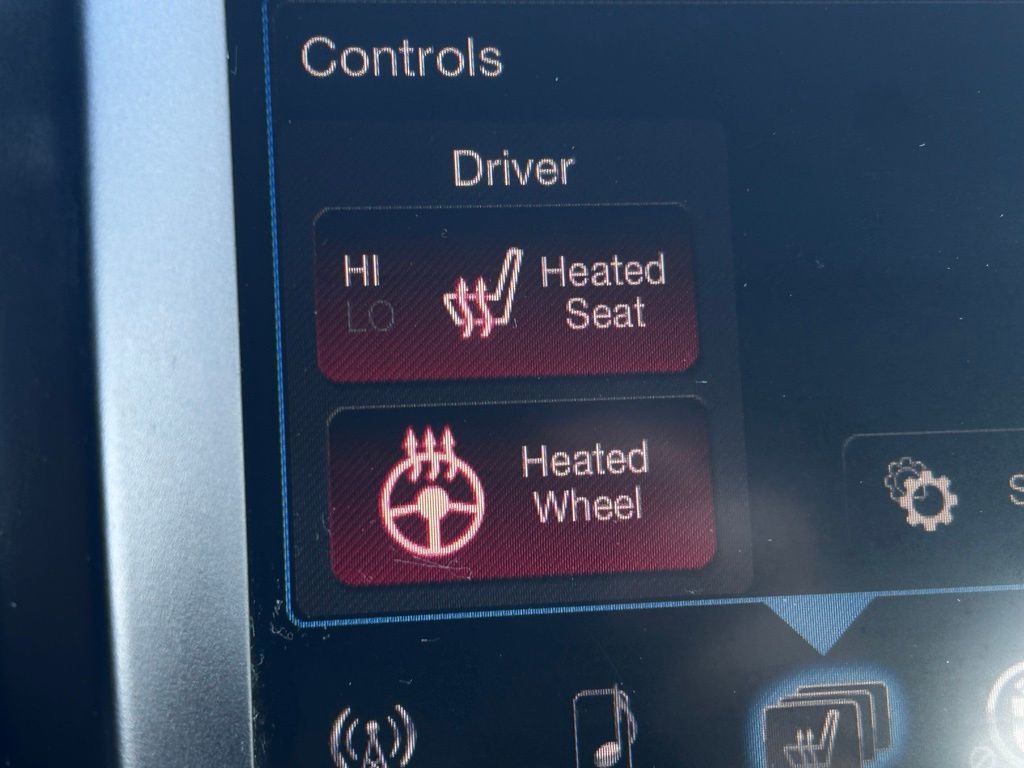 Controls
Driver
HI
LO
Heated
Seat
Heated
Wheel